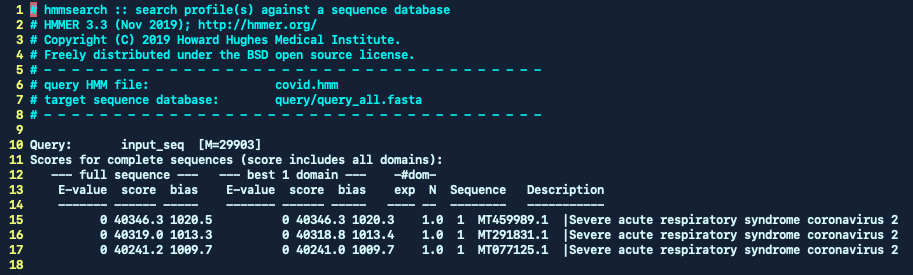 1 # hmmsearch :: search profile(s) against a sequence database
2 # HMMER 3.3 (Nov 2019); http://hmmer.org/
3 # Copyright (C) 2019 Howard Hughes Medical Institute.
4 # Freely distributed under the BSD open source license.
5 # - - - - - - - - - - - - - - - - - - - - - - - - - - - - - - - - - - - -
6 # query HMM file:                  covid.hmm
7 # target sequence database:        query/query_all.fasta
8 # - - - - - - - - - - - - - - - - - - - - - - - - - - - - - - - - - - - -
9
10 Query:       input_seq  [M=29903]
11 Scores for complete sequences (score includes all domains):
12    --- full sequence ---   --- best 1 domain ---    -#dom-
13     E-value  score  bias    E-value  score  bias    exp  N  Sequence   Description
14     ------- ------ -----    ------- ------ -----   ---- --  --------   -----------
15           0 40346.3 1020.5          0 40346.3 1020.3    1.0  1  MT459989.1  |Severe acute respiratory syndrome coronavirus 2
16           0 40319.0 1013.3          0 40318.8 1013.4    1.0  1  MT291831.1  |Severe acute respiratory syndrome coronavirus 2
17           0 40241.2 1009.7          0 40241.0 1009.7    1.0  1  MT077125.1  |Severe acute respiratory syndrome coronavirus 2
18